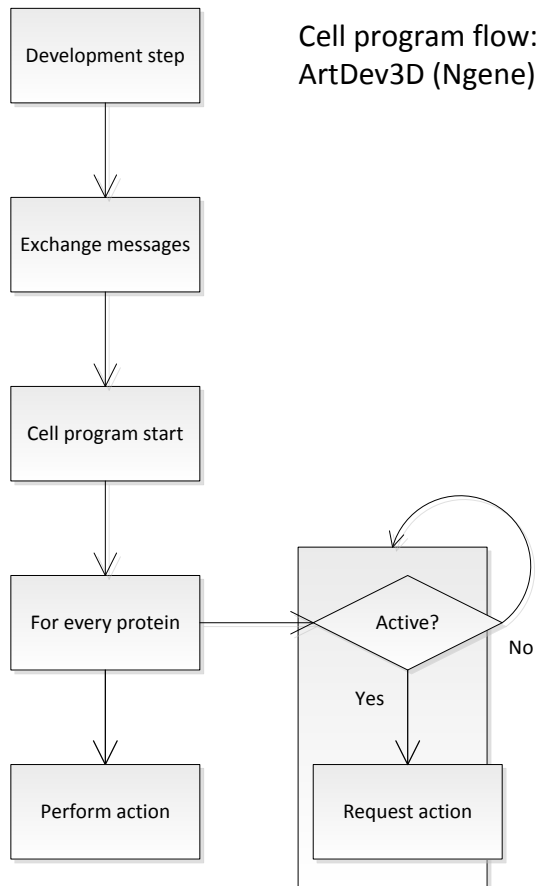 Cell program flow:
ArtDev3D (Ngene)
Development step
Exchange messages
Cell program start
For every protein
Active?
No
Yes
Perform action
Request action